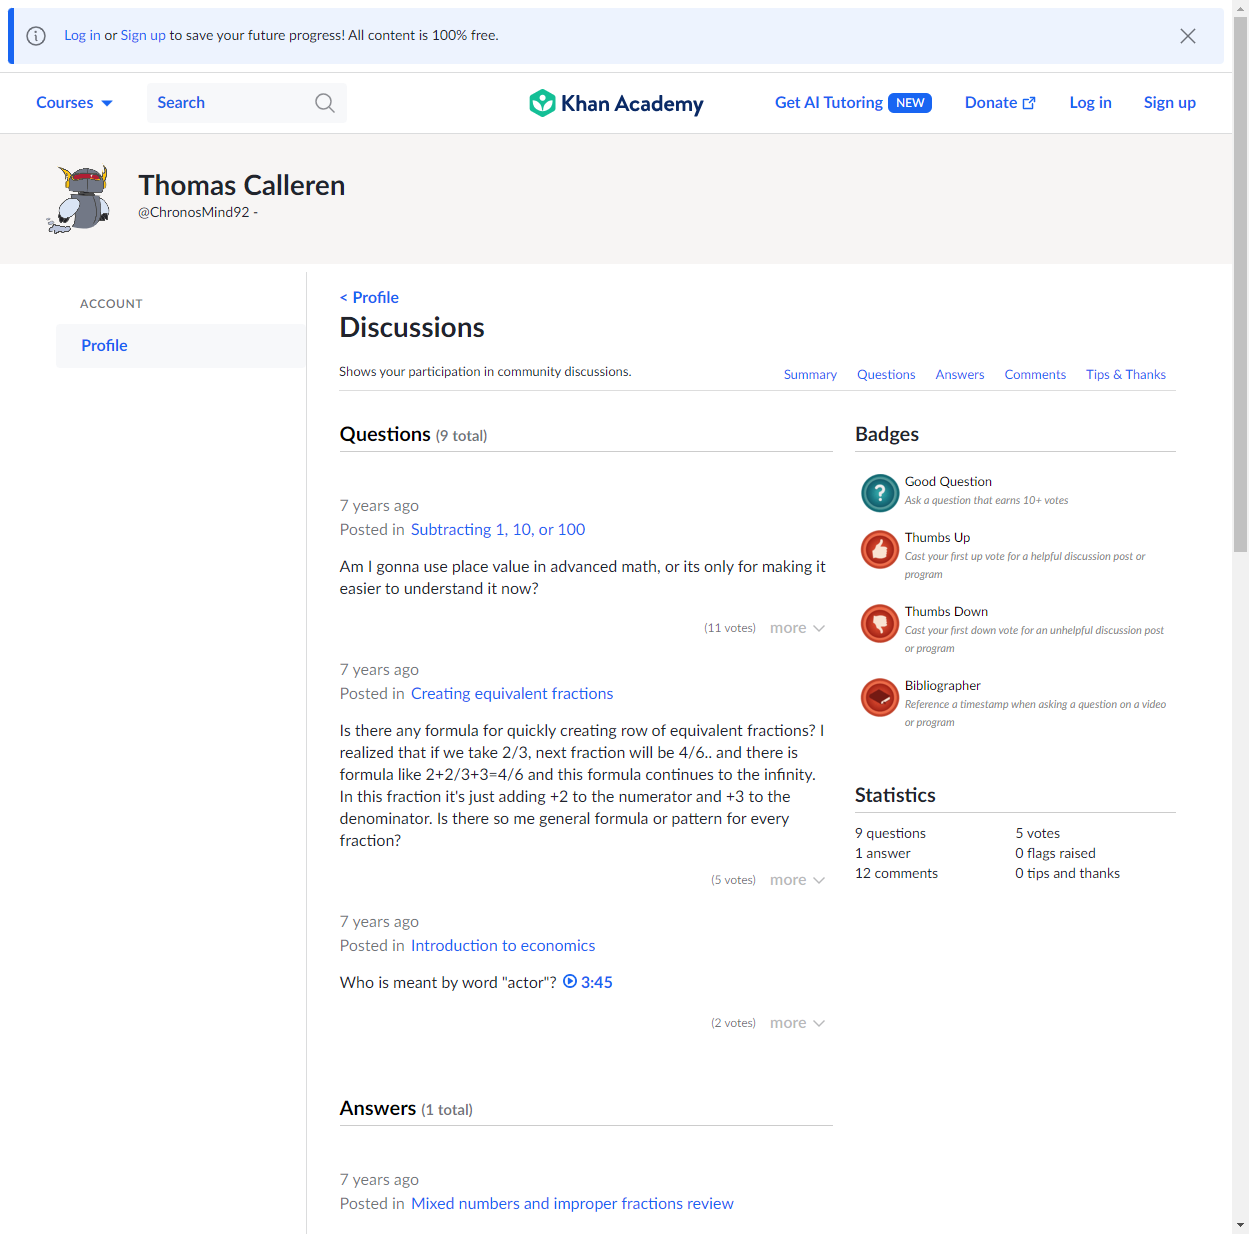 Log in or Sign up to save your future progress! All content is 100% free.
Courses
Search
Khan Academy
Get AI Tutoring NEW
Donate
Log in
Sign up
Thomas Calleren
@ChronosMind92 -
ACCOUNT
Profile
< Profile
Discussions
Shows your participation in community discussions.
Summary Questions Answers Comments Tips & Thanks
Questions (9 total)
7 years ago
Posted in Subtracting 1, 10, or 100
Am I gonna use place value in advanced math, or its only for making it
easier to understand it now?
(11 votes) more
7 years ago
Posted in Creating equivalent fractions
Is there any formula for quickly creating row of equivalent fractions? I
realized that if we take 2/3, next fraction will be 4/6.. and there is
formula like 2+2/3+3=4/6 and this formula continues to the infinity.
In this fraction it's just adding +2 to the numerator and +3 to the
denominator. Is there so me general formula or pattern for every
fraction?
(5 votes) more
7 years ago
Posted in Introduction to economics
Who is meant by word "actor"? 3:45
(2 votes) more
Answers (1 total)
7 years ago
Posted in Mixed numbers and improper fractions review
Badges
Good Question
Ask a question that earns 10+ votes
Thumbs Up
Cast your first up vote for a helpful discussion post or
program
Thumbs Down
Cast your first down vote for an unhelpful discussion post
or program
Bibliographer
Reference a timestamp when asking a question on a video
or program
Statistics
9 questions 5 votes
1 answer 0 flags raised
12 comments 0 tips and thanks